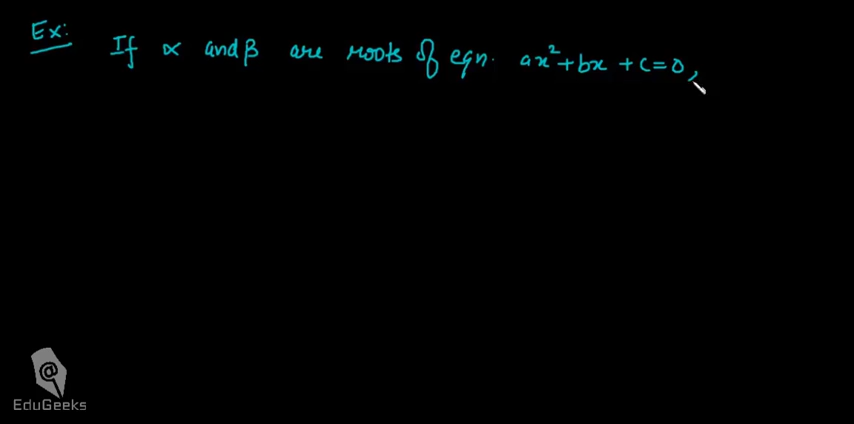 Ex:
If α and β are roots of eqn. ax²+bx+c=0,
@
EduGeeks